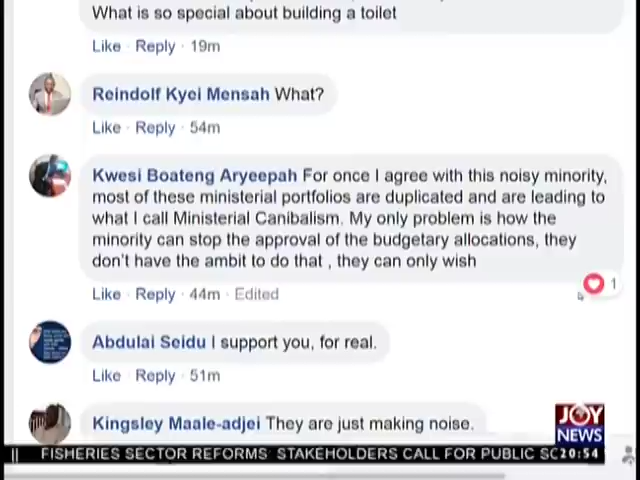 What is so special about building a toilet
Like · Reply · 19m
Reindolf Kyei Mensah What?
Like · Reply · 54m
Kwesi Boateng Aryeepah For once I agree with this noisy minority,
most of these ministerial portfolios are duplicated and are leading to
what I call Ministerial Canibalism. My only problem is how the
minority can stop the approval of the budgetary allocations, they
don't have the ambit to do that , they can only wish
1
Like · Reply · 44m · Edited
Abdulai Seidu I support you, for real.
Like · Reply · 51m
Kingsley Maale-adjei They are just making noise.
JOY
NEWS
|| FISHERIES SECTOR REFORMS: STAKEHOLDERS CALL FOR PUBLIC SC
20:54